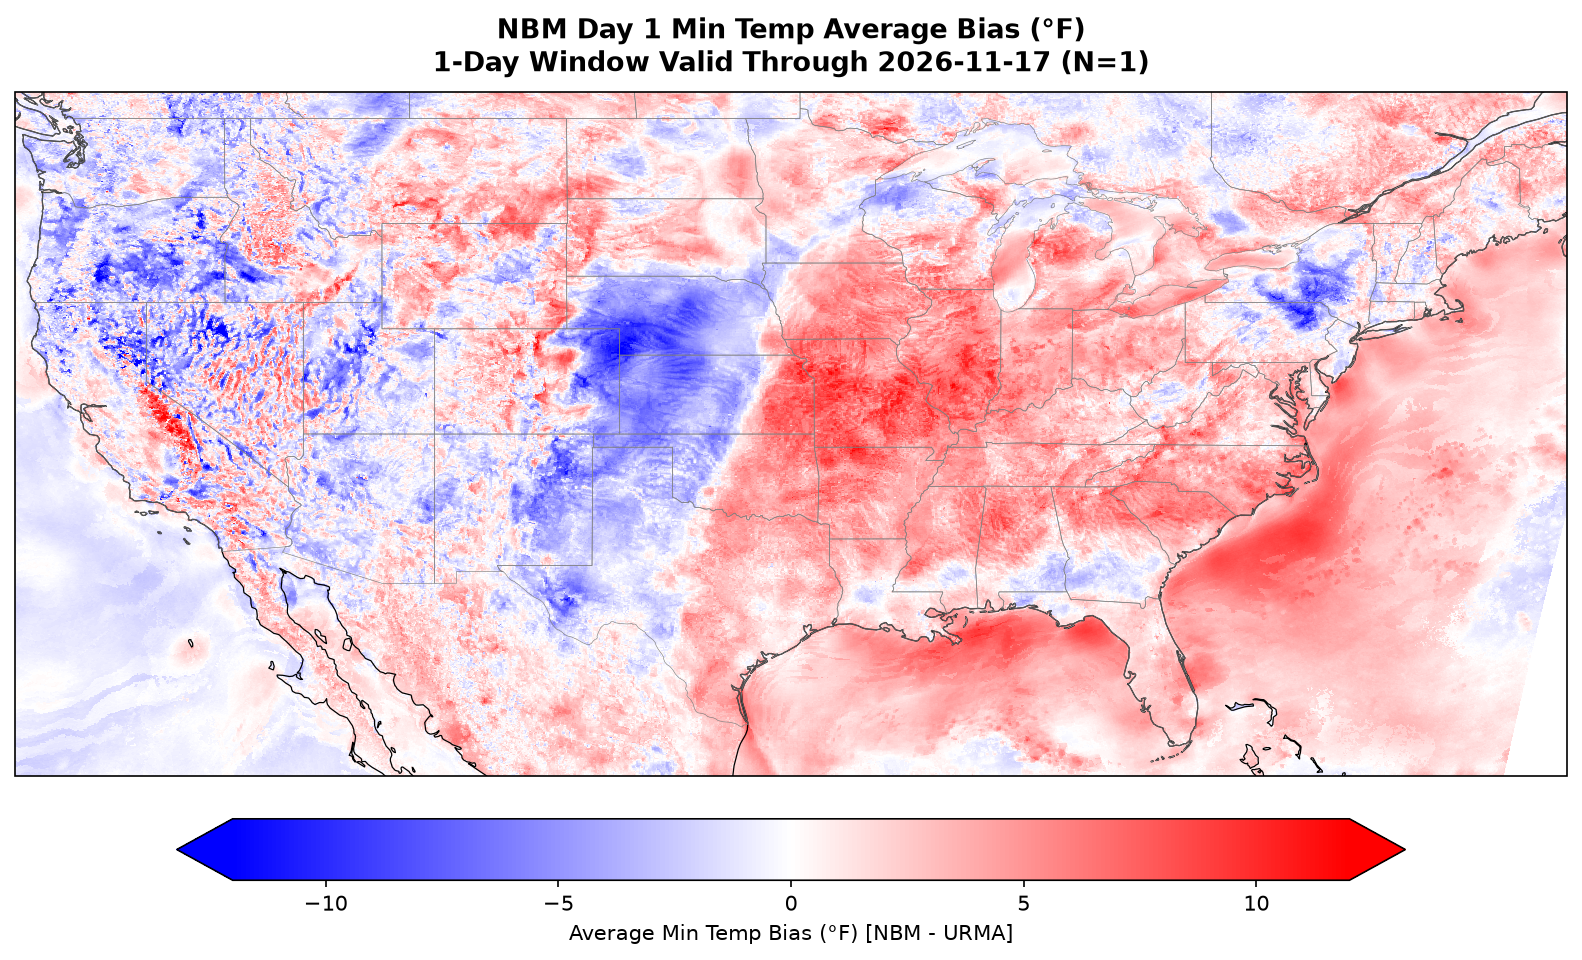 NBM Day 1 Min Temp Average Bias (°F)
1-Day Window Valid Through 2026-11-17 (N=1)
−10 −5 0 5 10
Average Min Temp Bias (°F) [NBM - URMA]